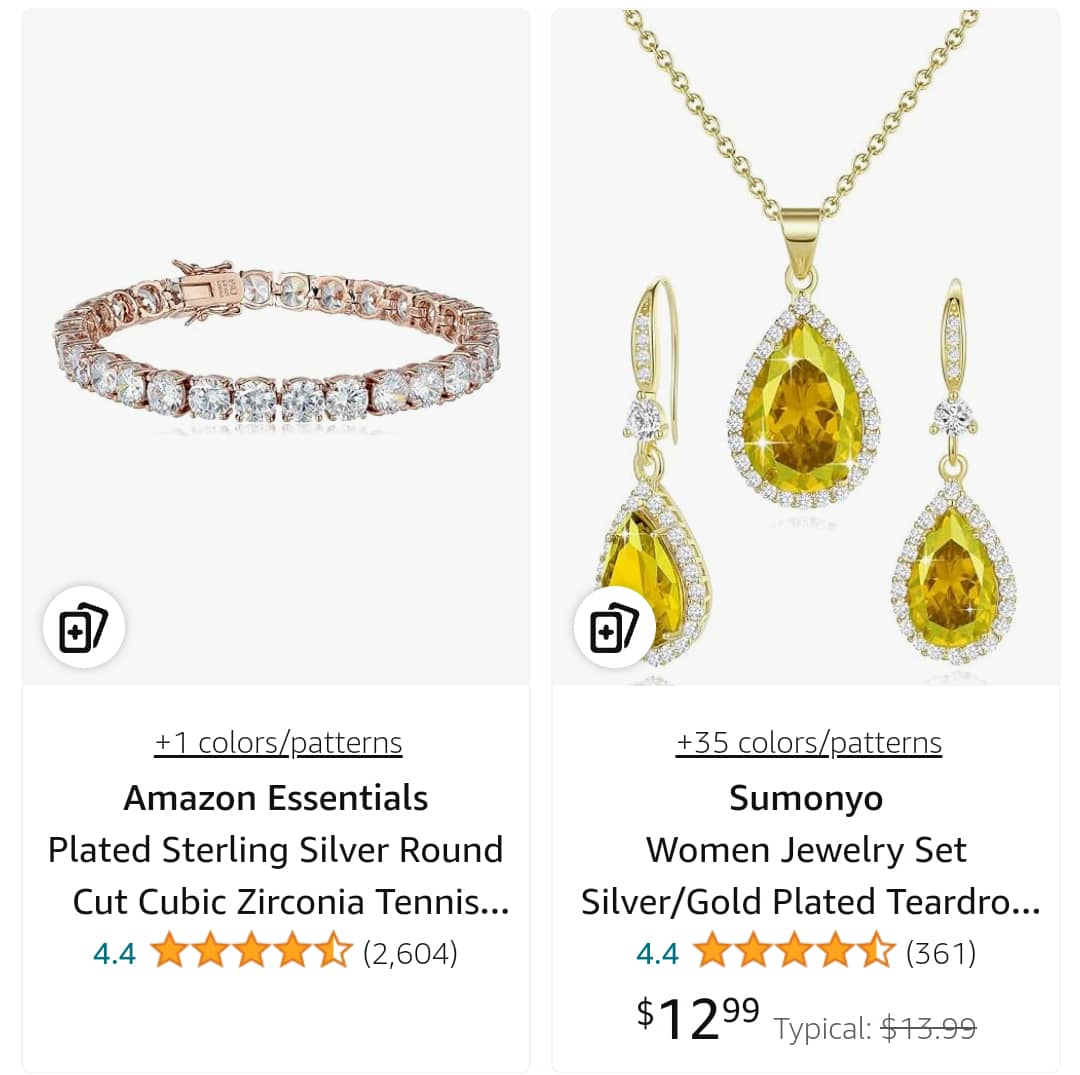 +1 colors/patterns
Amazon Essentials
Plated Sterling Silver Round
Cut Cubic Zirconia Tennis...
4.4 (2,604)
+35 colors/patterns
Sumonyo
Women Jewelry Set
Silver/Gold Plated Teardro...
4.4 (361)
$12.99 Typical: $13.99